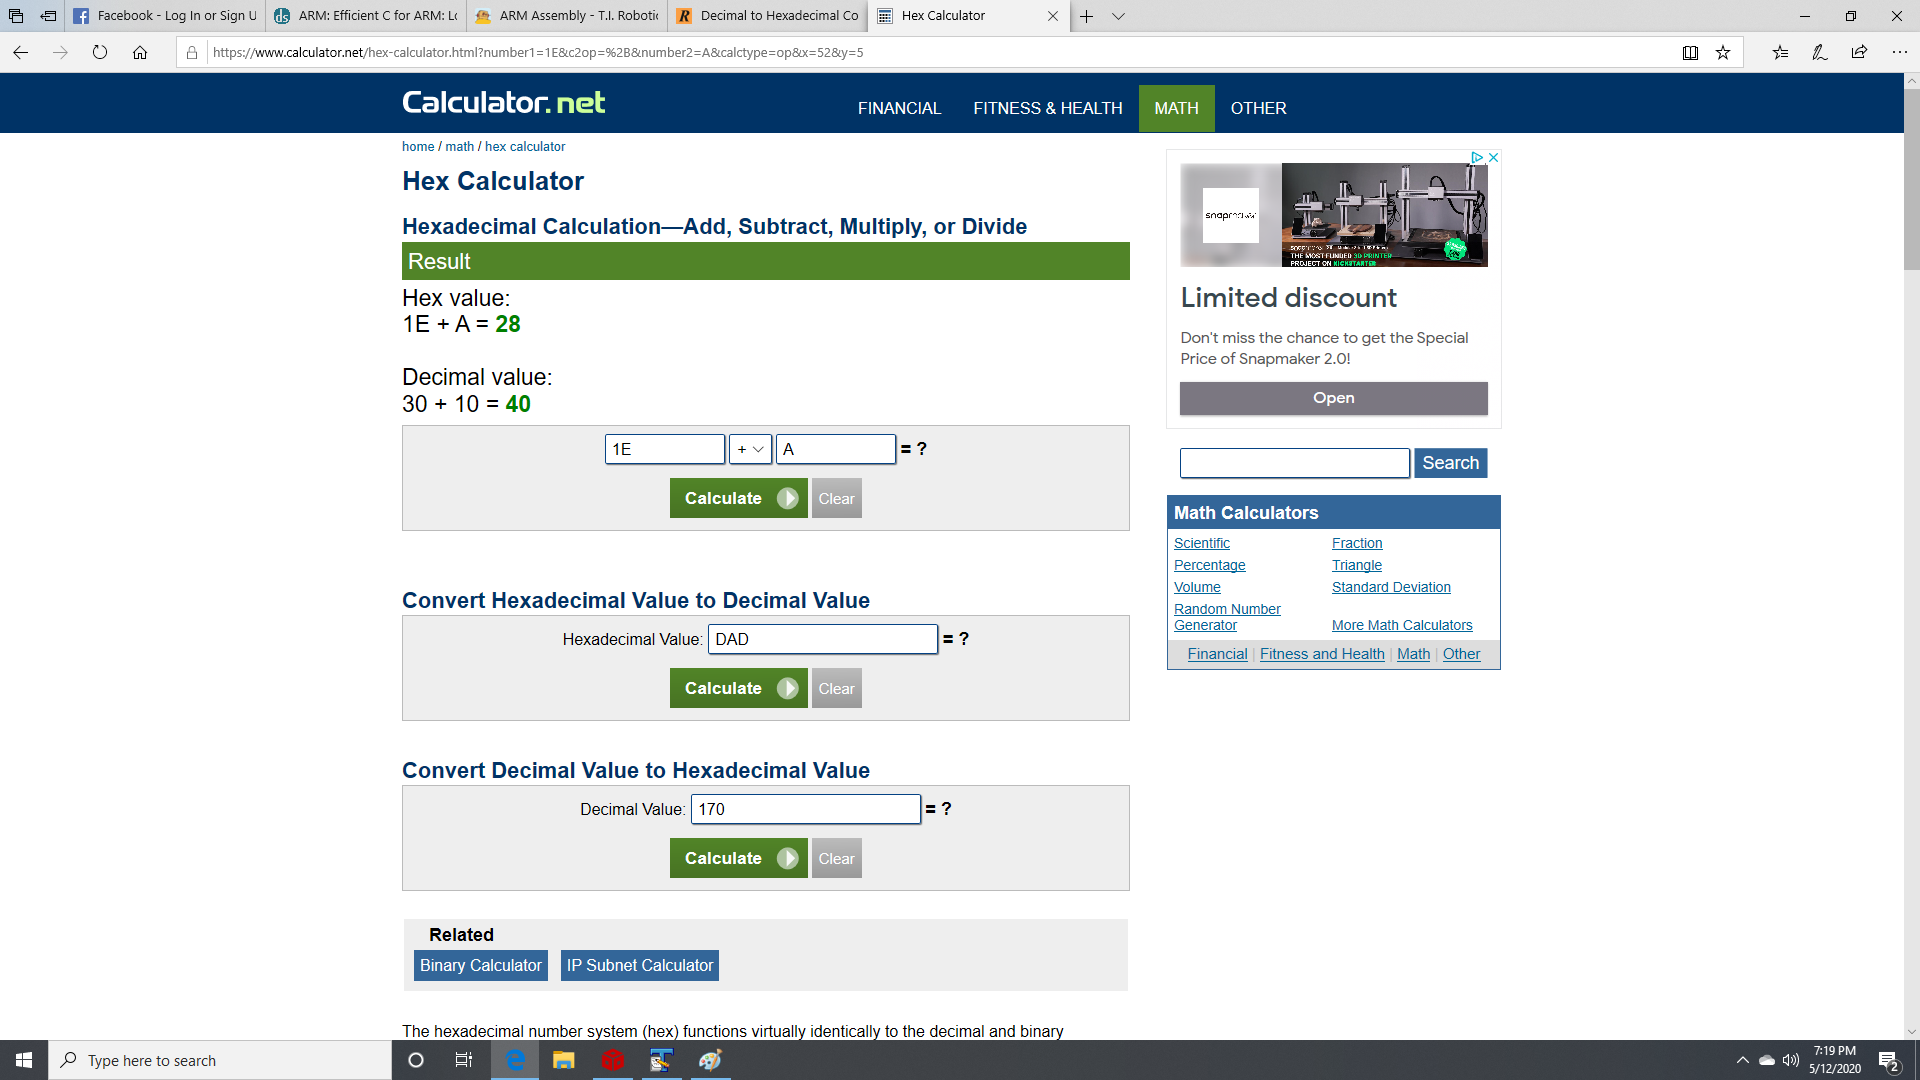 Facebook - Log In or Sign U
ARM: Efficient C for ARM: Lo
ARM Assembly - T.I. Robotic
Decimal to Hexadecimal Co
Hex Calculator
https://www.calculator.net/hex-calculator.html?number1=1E&c2op=%2B&number2=A&calctype=op&x=52&y=5
Calculator.net
FINANCIAL FITNESS & HEALTH MATH OTHER
home / math / hex calculator
Hex Calculator
Hexadecimal Calculation—Add, Subtract, Multiply, or Divide
Result
Hex value:
1E + A = 28
Decimal value:
30 + 10 = 40
1E + A = ?
Calculate Clear
Convert Hexadecimal Value to Decimal Value
Hexadecimal Value: DAD = ?
Calculate Clear
Convert Decimal Value to Hexadecimal Value
Decimal Value: 170 = ?
Calculate Clear
Related
Binary Calculator IP Subnet Calculator
The hexadecimal number system (hex) functions virtually identically to the decimal and binary
snapmaker
THE MOST-FUNDED 3D PRINTER
PROJECT ON KICKSTARTER
Limited discount
Don't miss the chance to get the Special
Price of Snapmaker 2.0!
Open
Search
Math Calculators
Scientific Fraction
Percentage Triangle
Volume Standard Deviation
Random Number
Generator More Math Calculators
Financial | Fitness and Health | Math | Other
Type here to search
7:19 PM
5/12/2020
2